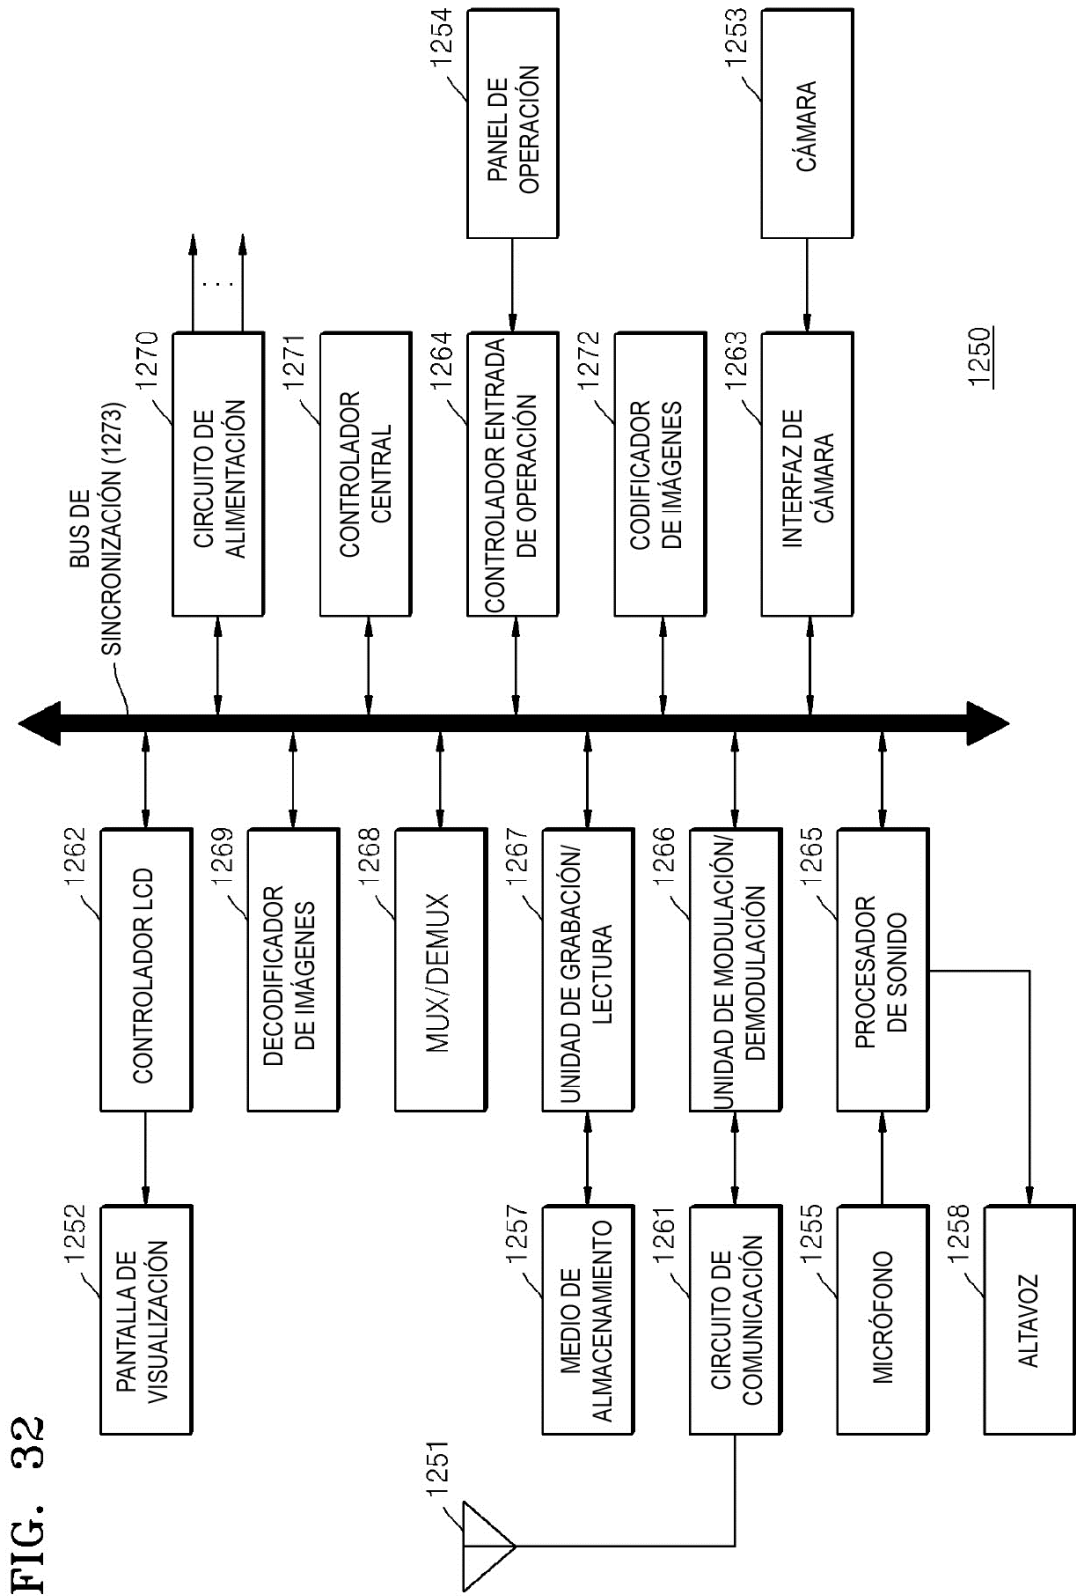 FIG. 32
1251
1252
PANTALLA DE
VISUALIZACIÓN
1257
MEDIO DE
ALMACENAMIENTO
1261
CIRCUITO DE
COMUNICACIÓN
1255
MICRÓFONO
1258
ALTAVOZ
1262
CONTROLADOR LCD
1269
DECODIFICADOR
DE IMÁGENES
1268
MUX/DEMUX
1267
UNIDAD DE GRABACIÓN/
LECTURA
1266
UNIDAD DE MODULACIÓN/
DEMODULACIÓN
1265
PROCESADOR
DE SONIDO
BUS DE
SINCRONIZACIÓN (1273)
1270
CIRCUITO DE
ALIMENTACIÓN
. . .
1271
CONTROLADOR
CENTRAL
1264
CONTROLADOR ENTRADA
DE OPERACIÓN
1272
CODIFICADOR
DE IMÁGENES
1263
INTERFAZ DE
CÁMARA
1254
PANEL DE
OPERACIÓN
1253
CÁMARA
1250